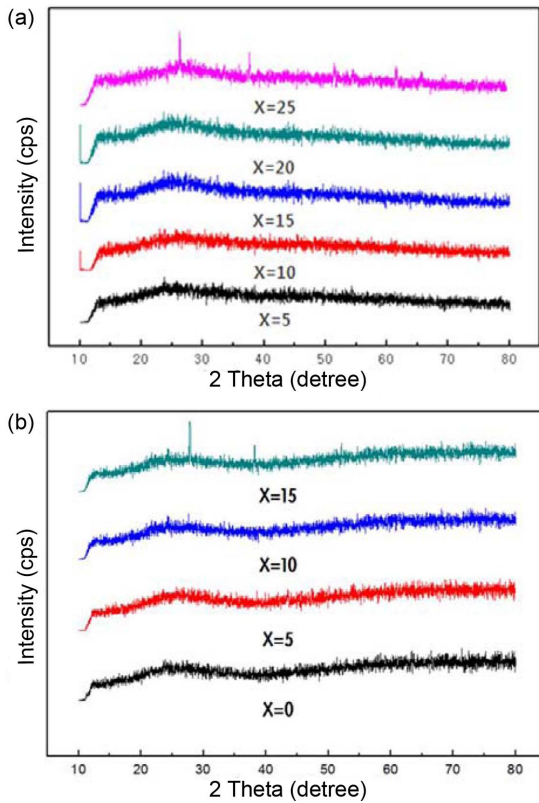 (a)
Intensity (cps)
X=25
X=20
X=15
X=10
X=5
10 20 30 40 50 60 70 80
2 Theta (detree)
(b)
Intensity (cps)
X=15
X=10
X=5
X=0
10 20 30 40 50 60 70 80
2 Theta (detree)